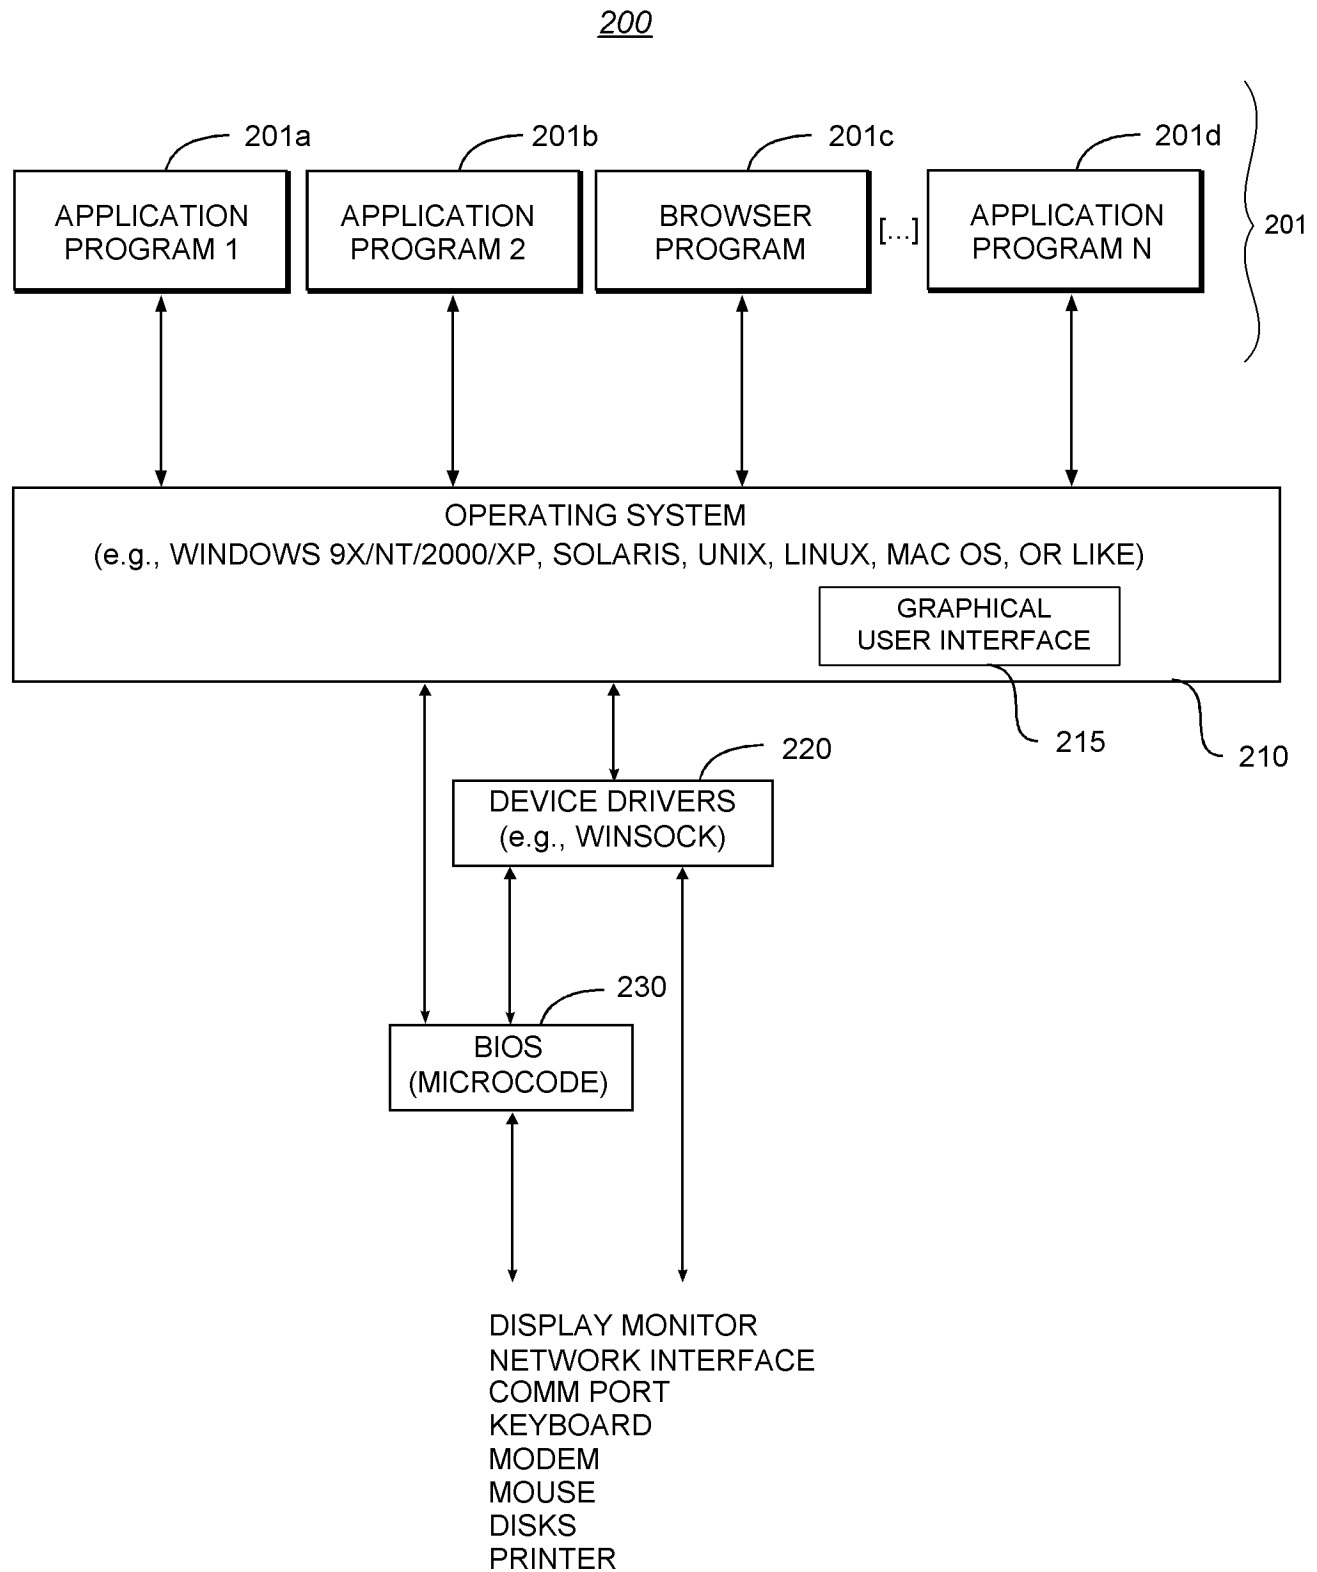 200
201a
201b
201c
201d
APPLICATION
PROGRAM 1
APPLICATION
PROGRAM 2
BROWSER
PROGRAM
[...]
APPLICATION
PROGRAM N
201
OPERATING SYSTEM
(e.g., WINDOWS 9X/NT/2000/XP, SOLARIS, UNIX, LINUX, MAC OS, OR LIKE)
GRAPHICAL
USER INTERFACE
215
210
220
DEVICE DRIVERS
(e.g., WINSOCK)
230
BIOS
(MICROCODE)
DISPLAY MONITOR
NETWORK INTERFACE
COMM PORT
KEYBOARD
MODEM
MOUSE
DISKS
PRINTER